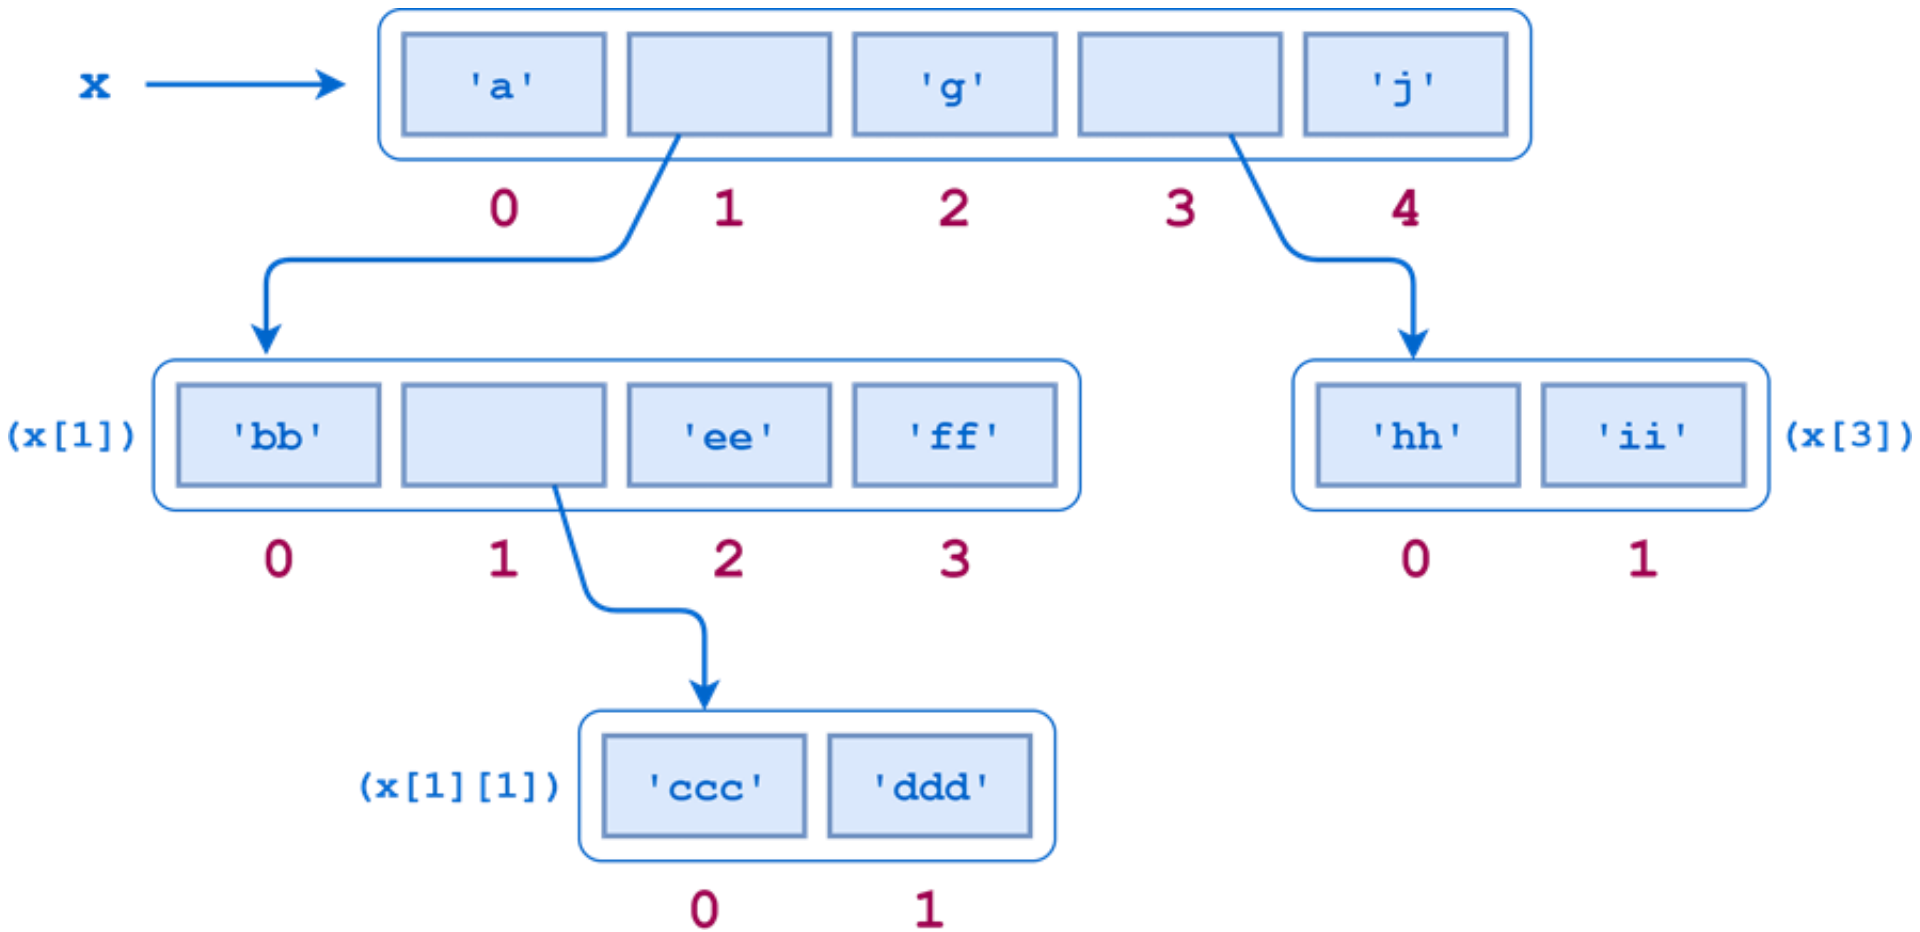 x 'a' 'g' 'j'
0 1 2 3 4
(x[1]) 'bb' 'ee' 'ff' 'hh' 'ii' (x[3])
0 1 2 3 0 1
(x[1][1]) 'ccc' 'ddd'
0 1